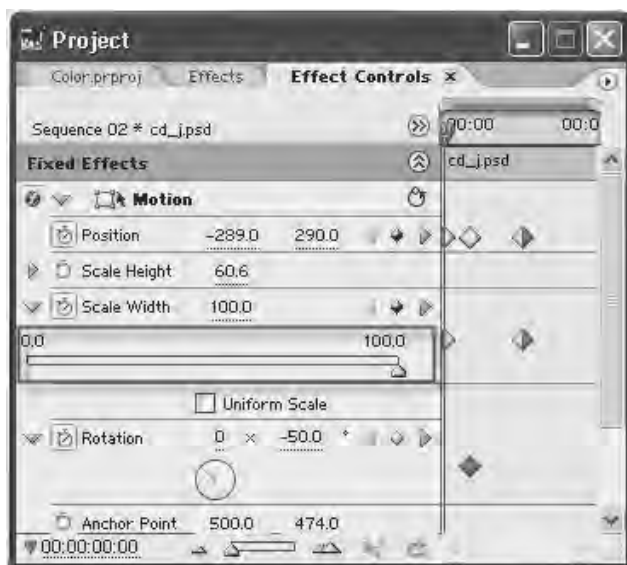 Project
Color.prproj Effects Effect Controls ×
Sequence 02 * cd_j.psd 00:00 00:0
Fixed Effects cd_j.psd
Motion
Position -289.0 290.0
Scale Height 60.6
Scale Width 100.0
0.0 100.0
Uniform Scale
Rotation 0 × -50.0 °
Anchor Point 500.0 474.0
00:00:00:00